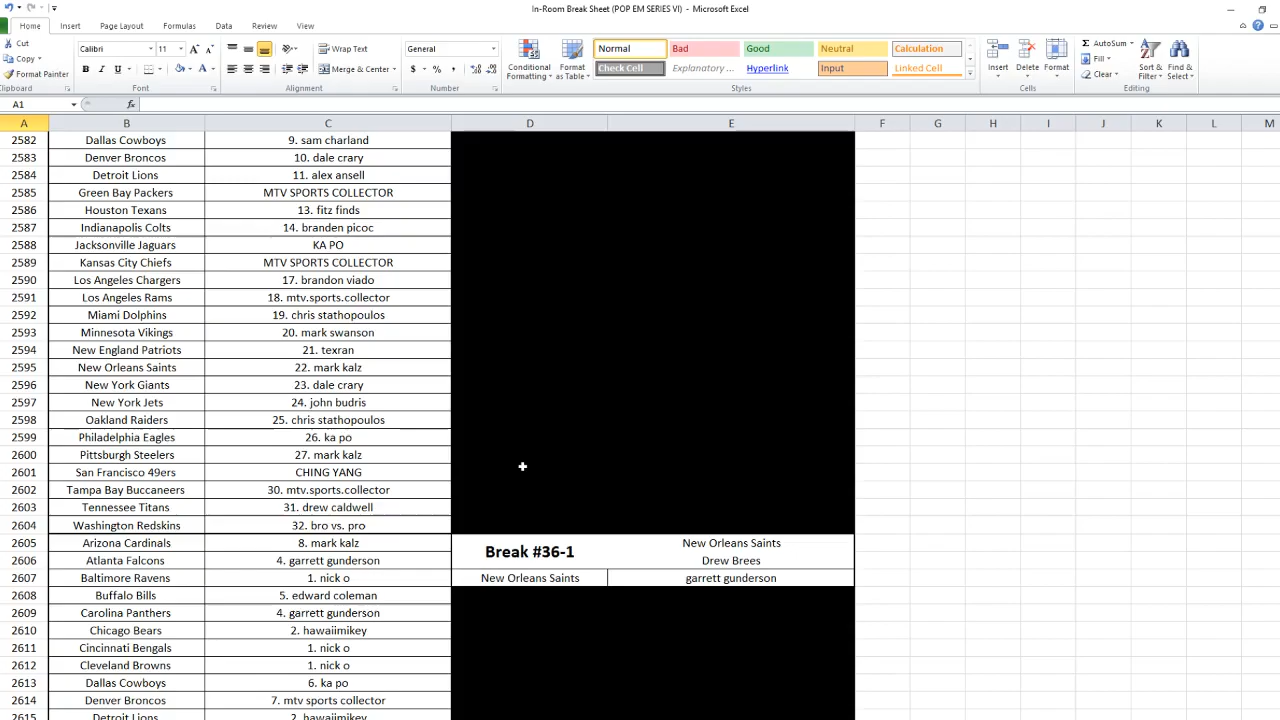 In-Room Break Sheet (POP EM SERIES VI) - Microsoft Excel
Home Insert Page Layout Formulas Data Review View
Cut
Copy
Format Painter
Clipboard
Calibri 11
B I U
Font
Wrap Text
Merge & Center
Alignment
General
$ % ,
Number
Conditional Formatting
Format as Table
Normal Bad Good Neutral Calculation
Check Cell Explanatory ... Hyperlink Input Linked Cell
Styles
Insert Delete Format
Cells
AutoSum
Fill
Clear
Sort & Filter
Find & Select
Editing
A1 fx
A B C D E F G H I J K L M
2582 Dallas Cowboys 9. sam charland
2583 Denver Broncos 10. dale crary
2584 Detroit Lions 11. alex ansell
2585 Green Bay Packers MTV SPORTS COLLECTOR
2586 Houston Texans 13. fitz finds
2587 Indianapolis Colts 14. branden picoc
2588 Jacksonville Jaguars KA PO
2589 Kansas City Chiefs MTV SPORTS COLLECTOR
2590 Los Angeles Chargers 17. brandon viado
2591 Los Angeles Rams 18. mtv.sports.collector
2592 Miami Dolphins 19. chris stathopoulos
2593 Minnesota Vikings 20. mark swanson
2594 New England Patriots 21. texran
2595 New Orleans Saints 22. mark kalz
2596 New York Giants 23. dale crary
2597 New York Jets 24. john budris
2598 Oakland Raiders 25. chris stathopoulos
2599 Philadelphia Eagles 26. ka po
2600 Pittsburgh Steelers 27. mark kalz
2601 San Francisco 49ers CHING YANG
2602 Tampa Bay Buccaneers 30. mtv.sports.collector
2603 Tennessee Titans 31. drew caldwell
2604 Washington Redskins 32. bro vs. pro
2605 Arizona Cardinals 8. mark kalz Break #36-1 New Orleans Saints
2606 Atlanta Falcons 4. garrett gunderson Drew Brees
2607 Baltimore Ravens 1. nick o New Orleans Saints garrett gunderson
2608 Buffalo Bills 5. edward coleman
2609 Carolina Panthers 4. garrett gunderson
2610 Chicago Bears 2. hawaiimikey
2611 Cincinnati Bengals 1. nick o
2612 Cleveland Browns 1. nick o
2613 Dallas Cowboys 6. ka po
2614 Denver Broncos 7. mtv sports collector
2615 Detroit Lions 2. hawaiimikey